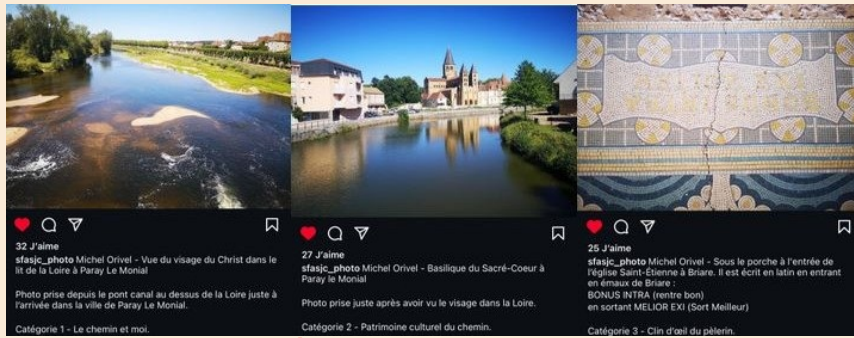 32 J'aime
sfasjc_photo Michel Orivel - Vue du visage du Christ dans le
lit de la Loire à Paray Le Monial
Photo prise depuis le pont canal au dessus de la Loire juste à
l'arrivée dans la ville de Paray Le Monial.
Catégorie 1 - Le chemin et moi.
27 J'aime
sfasjc_photo Michel Orivel - Basilique du Sacré-Coeur à
Paray le Monial
Photo prise juste après avoir vu le visage dans la Loire.
Catégorie 2 - Patrimoine culturel du chemin.
25 J'aime
sfasjc_photo Michel Orivel - Sous le porche à l'entrée de
l'église Saint-Étienne à Briare. Il est écrit en latin en entrant
en émaux de Briare :
BONUS INTRA (rentre bon)
en sortant MELIOR EXI (Sort Meilleur)
Catégorie 3 - Clin d'œil du pèlerin.